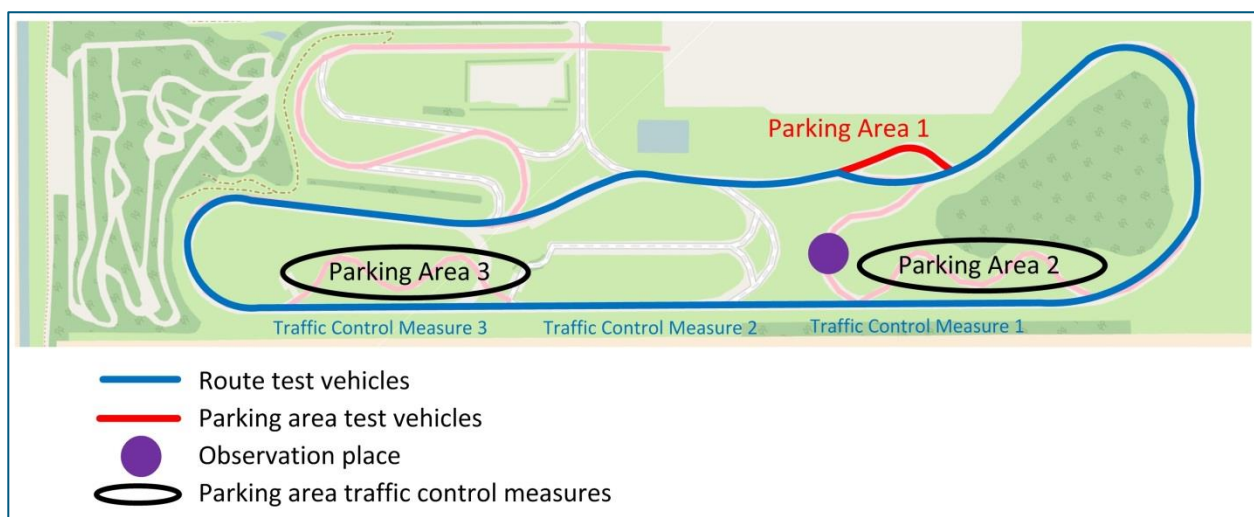 Parking Area 1
Parking Area 3
Parking Area 2
Traffic Control Measure 3
Traffic Control Measure 2
Traffic Control Measure 1
Route test vehicles
Parking area test vehicles
Observation place
Parking area traffic control measures